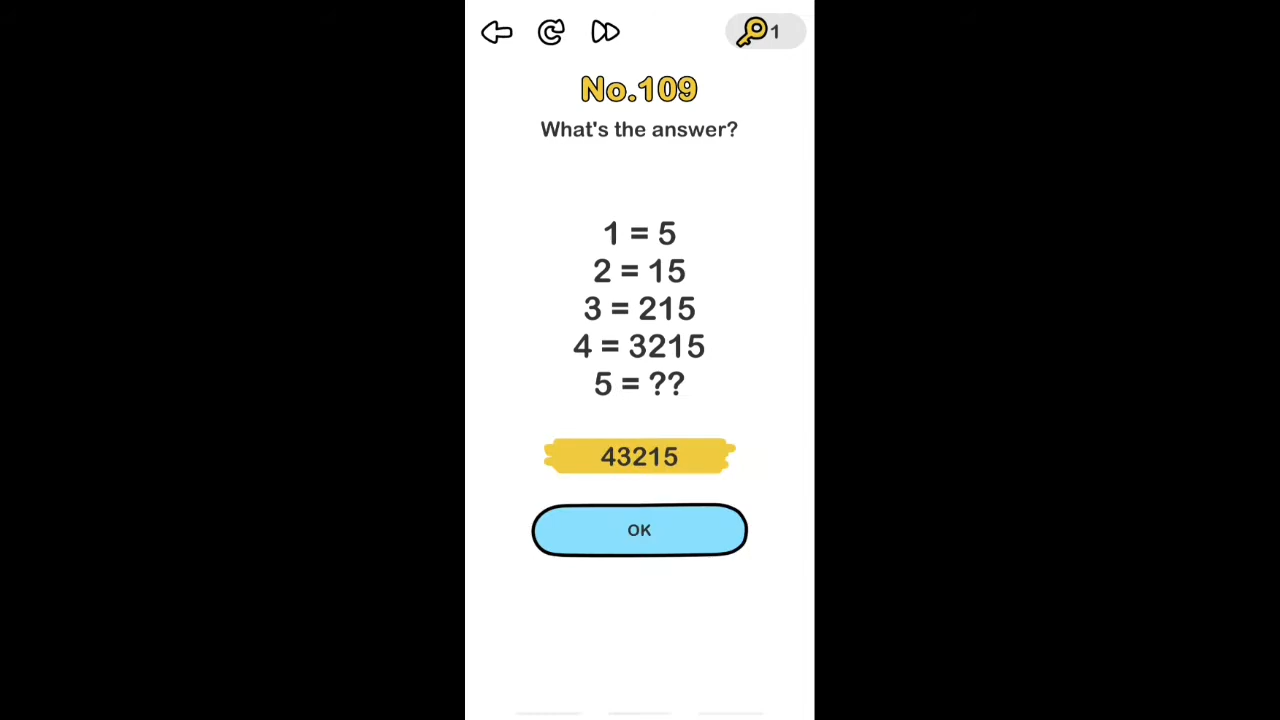 1
No.109
What's the answer?
1 = 5
2 = 15
3 = 215
4 = 3215
5 = ??
43215
OK